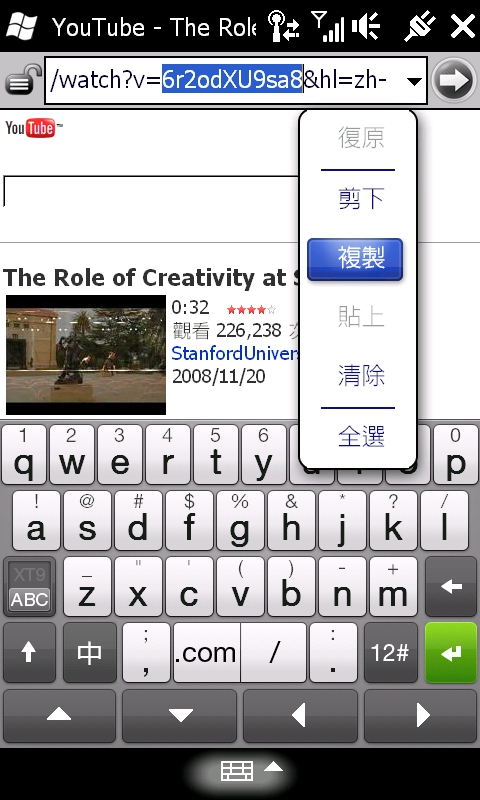 YouTube - The Role
/watch?v=6r2odXU9sa8&hl=zh-
YouTube™
復原
剪下
複製
貼上
清除
全選
The Role of Creativity at S
0:32
觀看 226,238
StanfordUnivers
2008/11/20
1 2 3 4 5 6 0
q w e r t y p
! @ # $ % & * ? /
a s d f g h j k l
XT9 _ " ' ( ) - +
ABC z x c v b n m
; :
中 , .com / . 12#